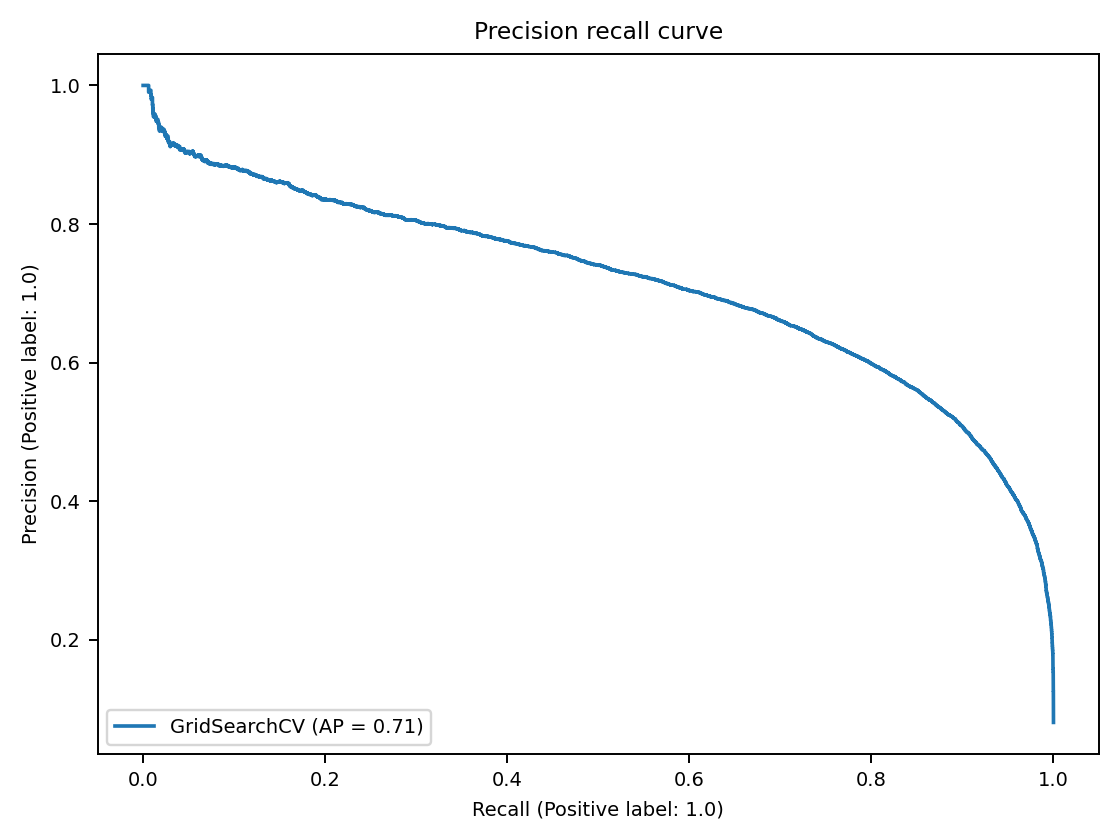 Precision recall curve
Precision (Positive label: 1.0)
1.0
0.8
0.6
0.4
0.2
GridSearchCV (AP = 0.71)
0.0 0.2 0.4 0.6 0.8 1.0
Recall (Positive label: 1.0)